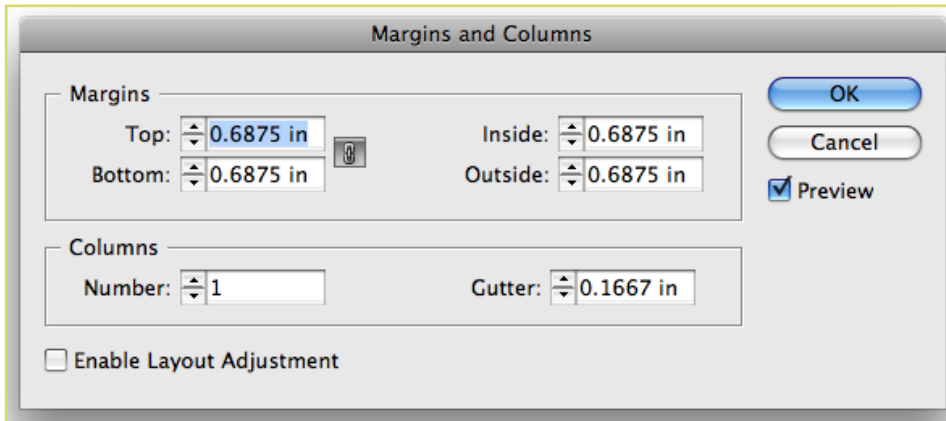 Margins and Columns
Margins
Top: 0.6875 in
Inside: 0.6875 in
Bottom: 0.6875 in
Outside: 0.6875 in
OK
Cancel
Preview
Columns
Number: 1
Gutter: 0.1667 in
Enable Layout Adjustment